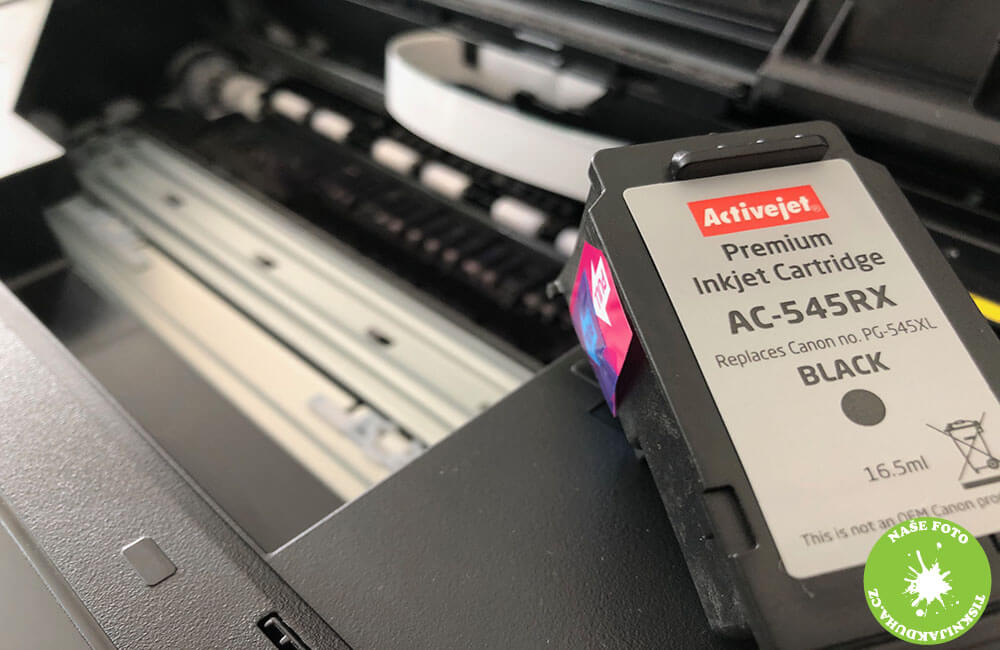 Activejet®
Premium
Inkjet Cartridge
AC-545RX
Replaces Canon no. PG-545XL
BLACK
16.5ml
This is not an OEM Canon pro
NAŠE FOTO
TISKNIJAKDUHA.CZ